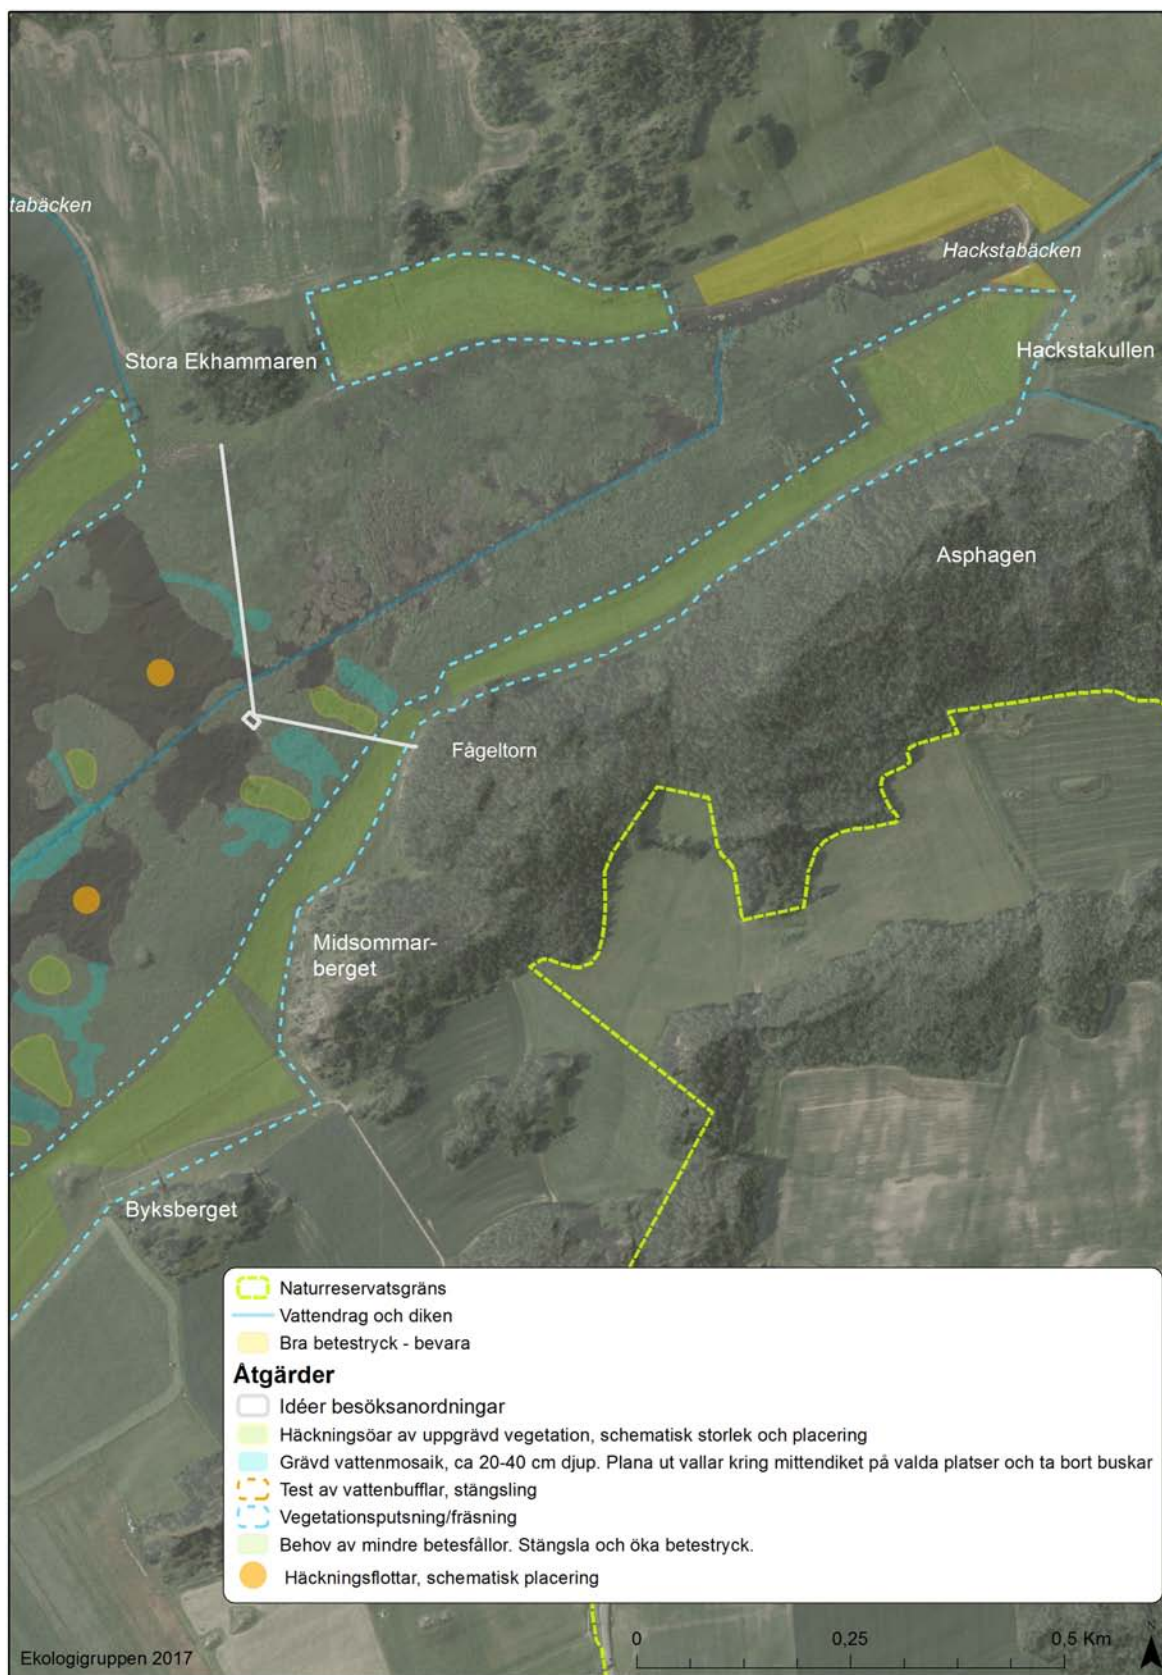 tabäcken
Hackstabäcken
Stora Ekhammaren
Hackstakullen
Asphagen
Fågeltorn
Midsommar-
berget
Byksberget
Naturreservatsgräns
Vattendrag och diken
Bra betestryck - bevara
Åtgärder
Idéer besöksanordningar
Häckningsöar av uppgrävd vegetation, schematisk storlek och placering
Grävd vattenmosaik, ca 20-40 cm djup. Plana ut vallar kring mittendiket på valda platser och ta bort buskar
Test av vattenbufflar, stängsling
Vegetationsputsning/fräsning
Behov av mindre betesfållor. Stängsla och öka betestryck.
Häckningsflottar, schematisk placering
Ekologigruppen 2017
0 0,25 0,5 Km